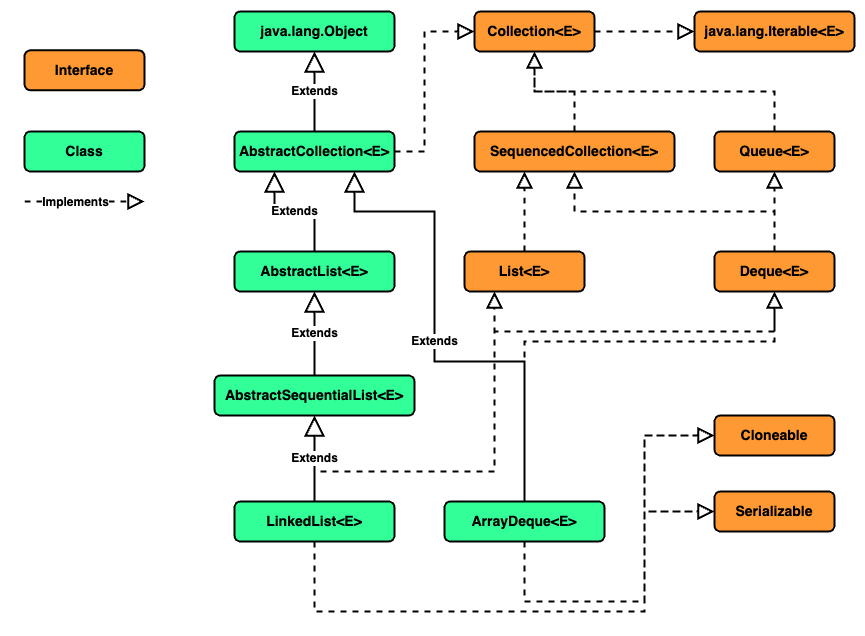 java.lang.Object
Collection<E>
java.lang.Iterable<E>
Interface
Extends
Class
AbstractCollection<E>
SequencedCollection<E>
Queue<E>
Implements
Extends
AbstractList<E>
List<E>
Deque<E>
Extends
Extends
AbstractSequentialList<E>
Cloneable
Extends
LinkedList<E>
ArrayDeque<E>
Serializable